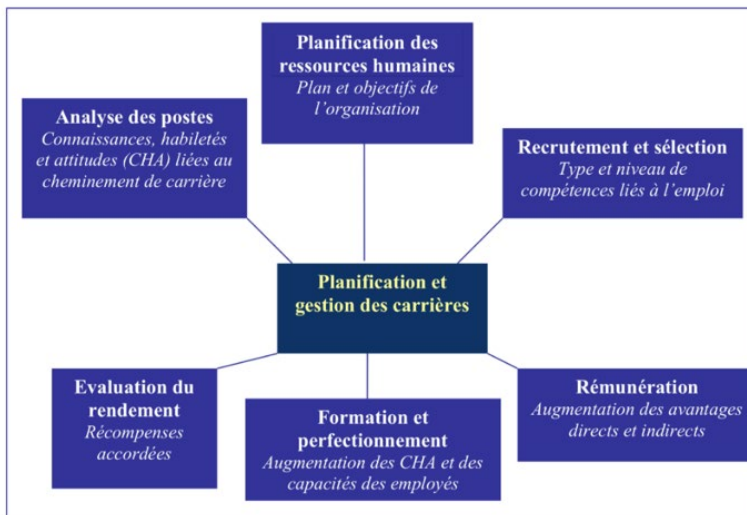 Planification des
ressources humaines
Plan et objectifs de
l'organisation
Analyse des postes
Connaissances, habiletés
et attitudes (CHA) liées au
cheminement de carrière
Recrutement et sélection
Type et niveau de
compétences liés à l'emploi
Planification et
gestion des carrières
Evaluation du
rendement
Récompenses
accordées
Formation et
perfectionnement
Augmentation des CHA et des
capacités des employés
Rémunération
Augmentation des avantages
directs et indirects